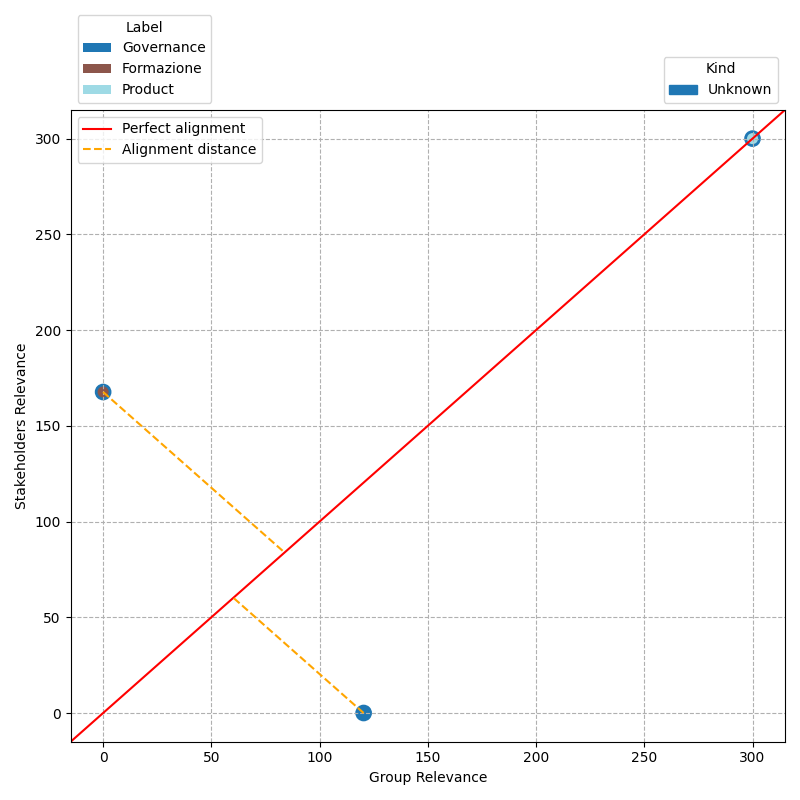 Label
Governance
Formazione
Product
Kind
Unknown
Perfect alignment
Alignment distance
300
250
200
150
100
50
0
Stakeholders Relevance
0 50 100 150 200 250 300
Group Relevance